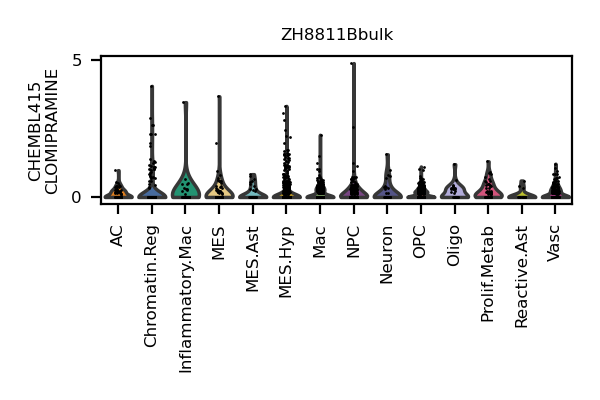 ZH8811Bbulk
CHEMBL415
CLOMIPRAMINE
5
0
AC
Chromatin.Reg
Inflammatory.Mac
MES
MES.Ast
MES.Hyp
Mac
NPC
Neuron
OPC
Oligo
Prolif.Metab
Reactive.Ast
Vasc